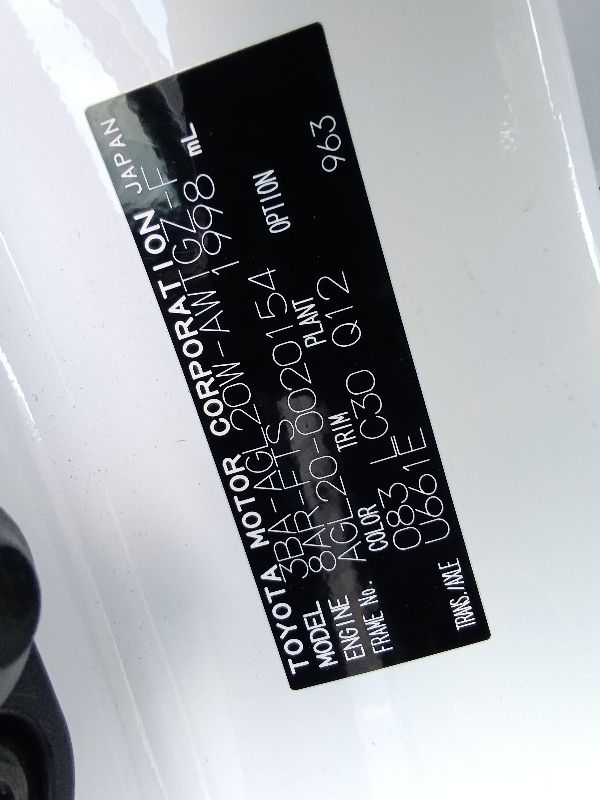 TOYOTA MOTOR CORPORATION JAPAN
MODEL 3BA-AGL20W-AWTGZ-F
ENGINE 8AR-FTS 1998 mL
FRAME No. AGL20-0020154
COLOR TRIM PLANT OPTION
083 LC30 Q12 963
TRANS./AXLE U661E